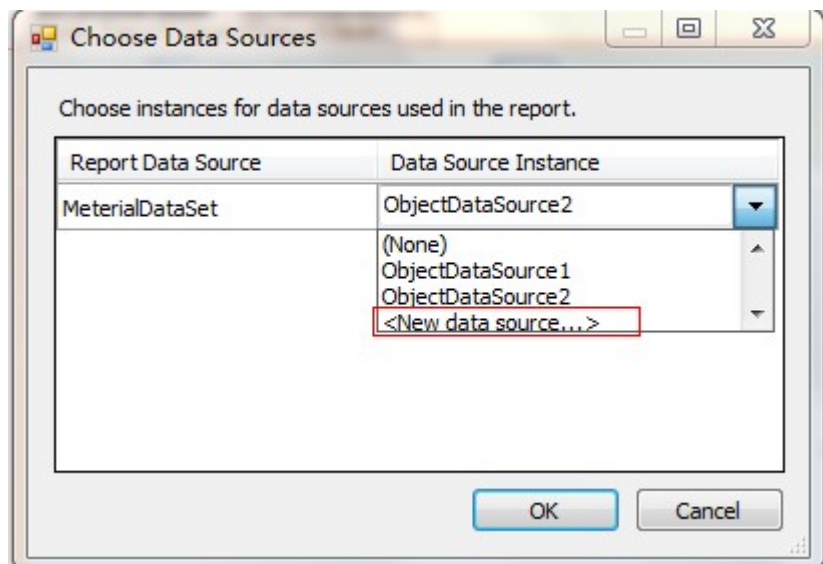 Choose Data Sources
Choose instances for data sources used in the report.
Report Data Source Data Source Instance
MeterialDataSet ObjectDataSource2
(None)
ObjectDataSource1
ObjectDataSource2
<New data source...>
OK Cancel